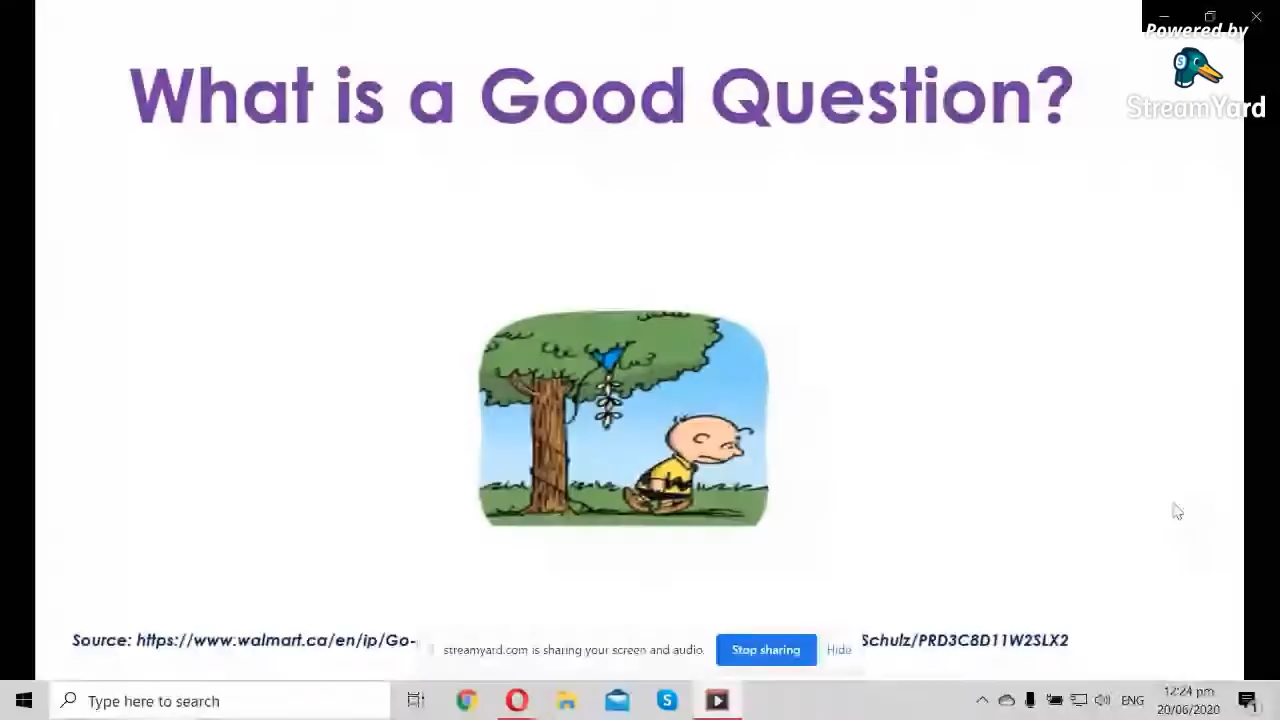 Powered by
StreamYard
What is a Good Question?
Source: https://www.walmart.ca/en/ip/Go-
Schulz/PRD3C8D11W2SLX2
streamyard.com is sharing your screen and audio.
Stop sharing
Hide
Type here to search
ENG
12:24 pm
20/06/2020